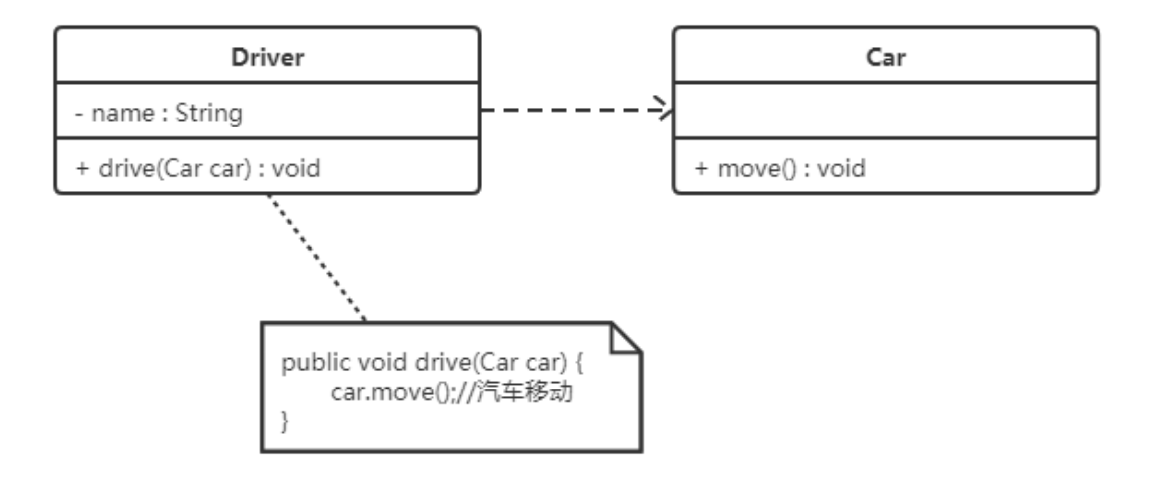 Driver
- name : String
+ drive(Car car) : void
Car
+ move() : void
public void drive(Car car) {
car.move();//汽车移动
}